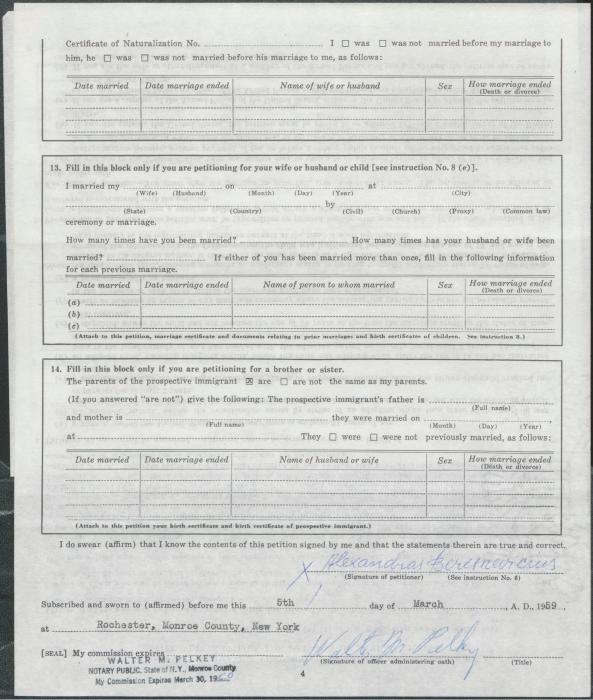 Certificate of Naturalization No. I ☐ was ☐ was not married before my marriage to
him, he ☐ was ☐ was not married before his marriage to me, as follows:
Date married Date marriage ended Name of wife or husband Sex How marriage ended
(Death or divorce)
13. Fill in this block only if you are petitioning for your wife or husband or child [see instruction No. 8 (e)].
I married my on at
(Wife) (Husband) (Month) (Day) (Year) (City)
by
(State) (Country) (Civil) (Church) (Proxy) (Common law)
ceremony or marriage.
How many times have you been married? How many times has your husband or wife been
married? If either of you has been married more than once, fill in the following information
for each previous marriage.
Date married Date marriage ended Name of person to whom married Sex How marriage ended
(Death or divorce)
(a)
(b)
(c)
(Attach to this petition, marriage certificate and documents relating to prior marriages and birth certificates of children. See instruction 8.)
14. Fill in this block only if you are petitioning for a brother or sister.
The parents of the prospective immigrant ☒ are ☐ are not the same as my parents.
(If you answered "are not") give the following: The prospective immigrant's father is
(Full name)
and mother is they were married on
(Full name) (Month) (Day) (Year)
at They ☐ were ☐ were not previously married, as follows:
Date married Date marriage ended Name of husband or wife Sex How marriage ended
(Death or divorce)
(Attach to this petition your birth certificate and birth certificate of prospective immigrant.)
I do swear (affirm) that I know the contents of this petition signed by me and that the statements therein are true and correct.
X Alexandras
(Signature of petitioner) (See instruction No. 6)
Subscribed and sworn to (affirmed) before me this 5th day of March, A. D., 1959
at Rochester, Monroe County, New York
[SEAL] My commission expires Walter M. Pelkey
WALTER M. PELKEY (Signature of officer administering oath) (Title)
NOTARY PUBLIC, State of N.Y., Monroe County
My Commission Expires March 30, 19
4